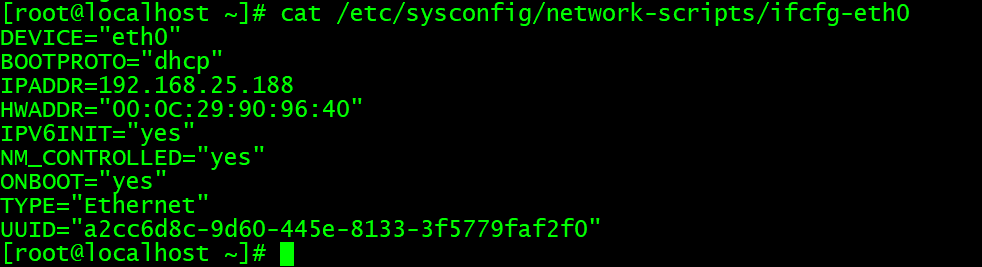 [root@localhost ~]# cat /etc/sysconfig/network-scripts/ifcfg-eth0
DEVICE="eth0"
BOOTPROTO="dhcp"
IPADDR=192.168.25.188
HWADDR="00:0C:29:90:96:40"
IPV6INIT="yes"
NM_CONTROLLED="yes"
ONBOOT="yes"
TYPE="Ethernet"
UUID="a2cc6d8c-9d60-445e-8133-3f5779faf2f0"
[root@localhost ~]#